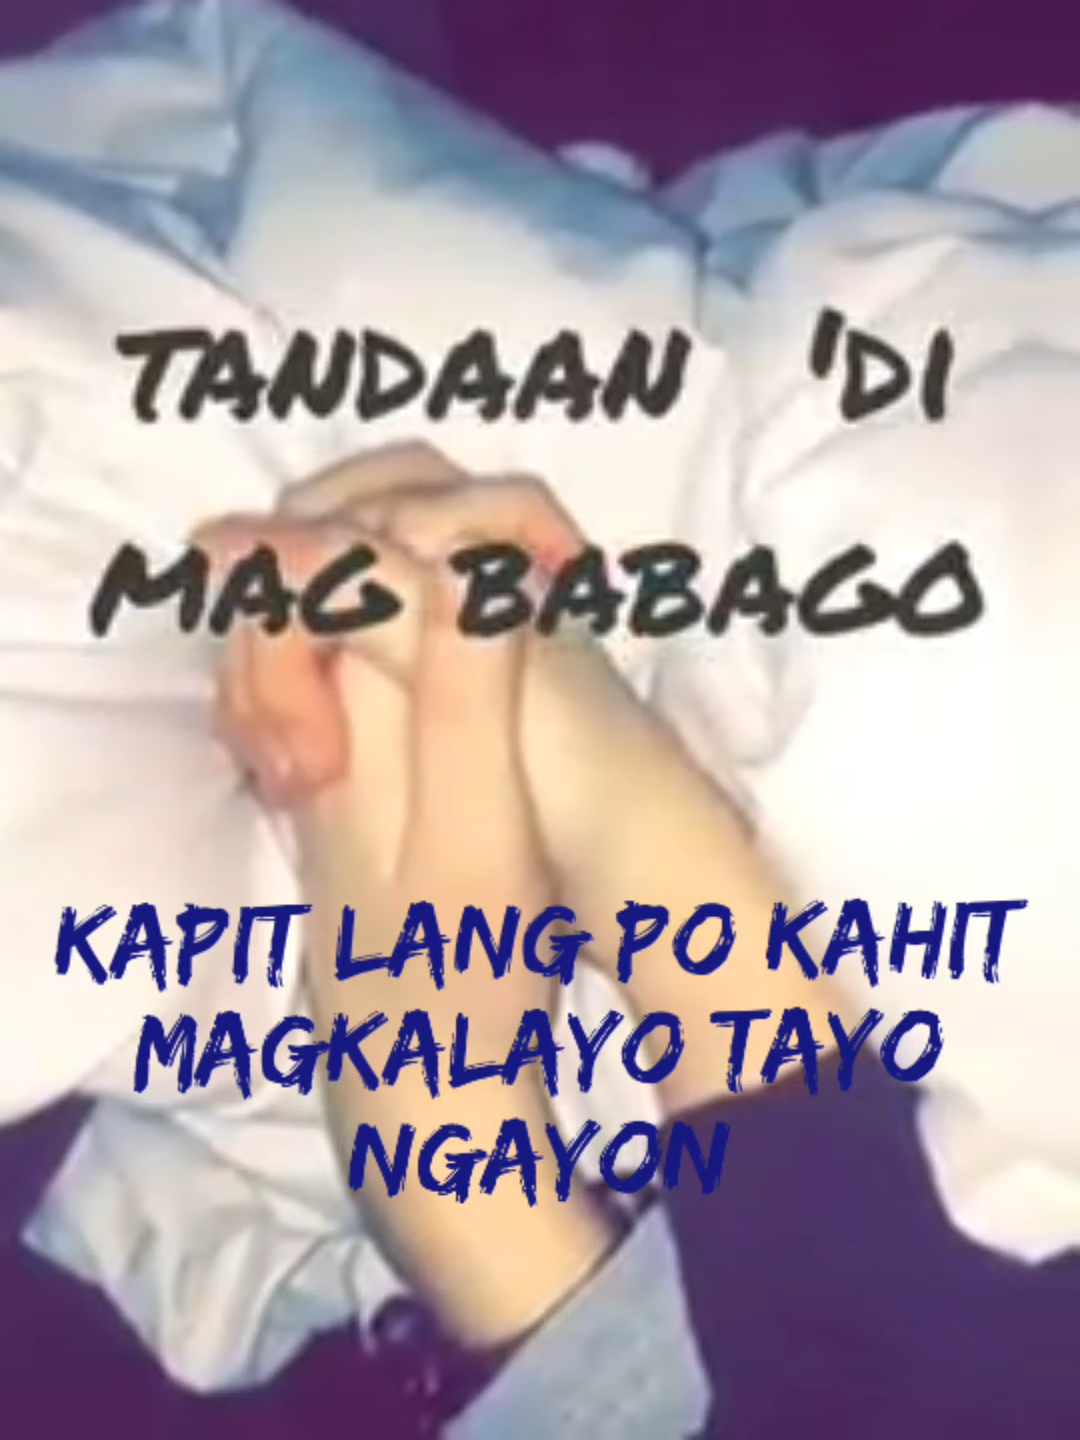 TANDAAN 'DI
MAG BABAGO
KAPIT LANG PO KAHIT
MAGKALAYO TAYO
NGAYON